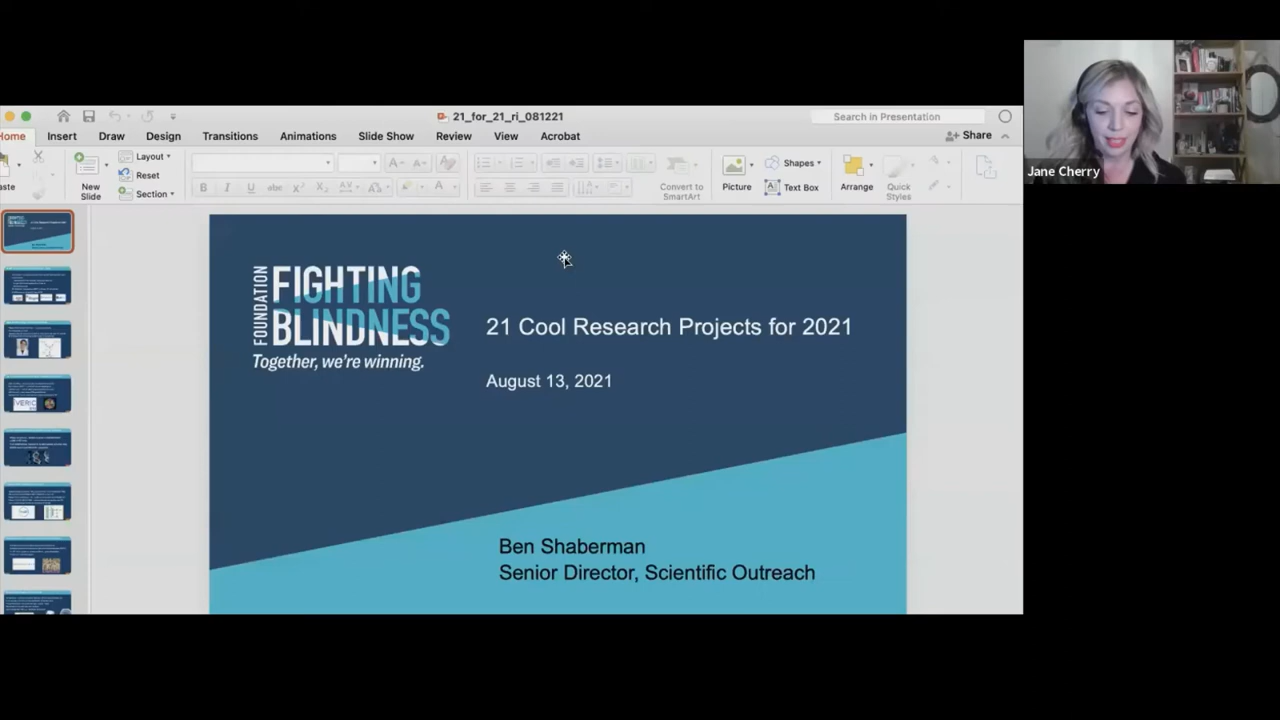 21_for_21_ri_081221
Search in Presentation
Home
Insert
Draw
Design
Transitions
Animations
Slide Show
Review
View
Acrobat
Share
Layout
Reset
Section
New
Slide
Convert to
SmartArt
Picture
Shapes
Text Box
Arrange
Quick
Styles
FOUNDATION
FIGHTING
BLINDNESS
Together, we're winning.
21 Cool Research Projects for 2021
August 13, 2021
Ben Shaberman
Senior Director, Scientific Outreach
Jane Cherry